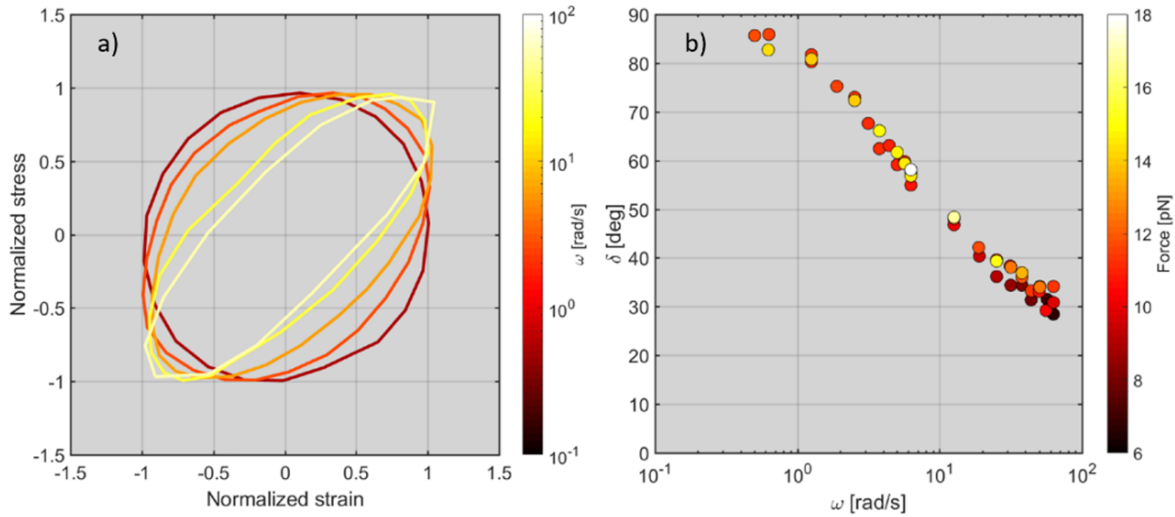 a)
1.5
1
0.5
0
-0.5
-1
-1.5
Normalized stress
-1.5 -1 -0.5 0 0.5 1 1.5
Normalized strain
10^2
10^1
10^0
10^-1
ω [rad/s]
b)
90
80
70
60
50
40
30
20
10
0
δ [deg]
10^-1 10^0 10^1 10^2
ω [rad/s]
18
16
14
12
10
8
6
Force [pN]